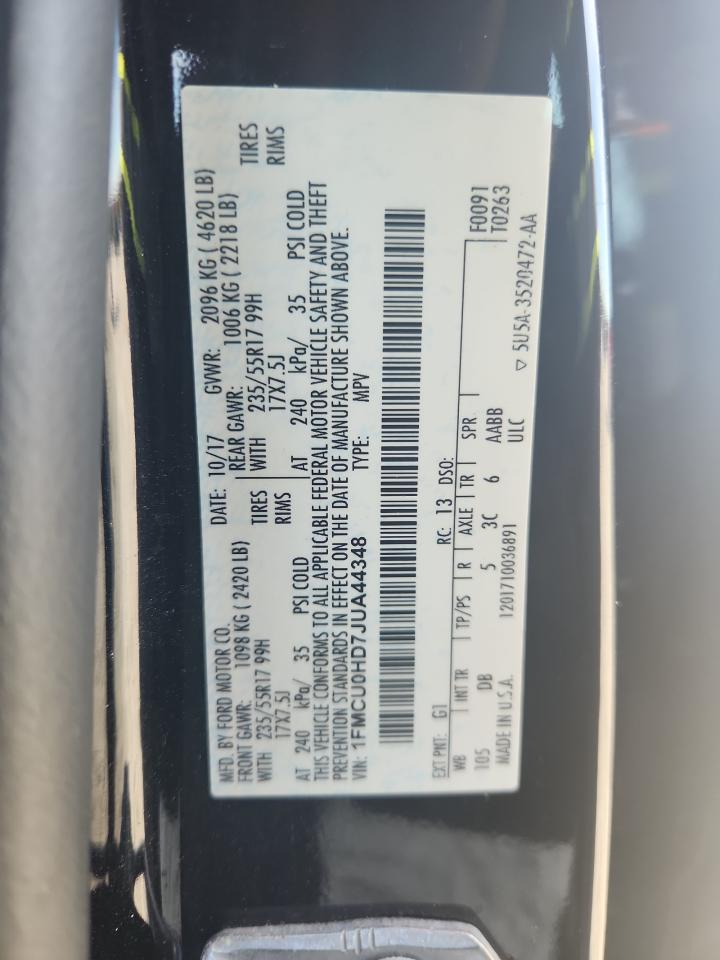 MFD. BY FORD MOTOR CO.
DATE: 10/17 GVWR: 2096 KG ( 4620 LB)
FRONT GAWR: 1098 KG ( 2420 LB) REAR GAWR: 1006 KG ( 2218 LB)
WITH 235/55R17 99H TIRES WITH 235/55R17 99H TIRES
17X7.5J RIMS 17X7.5J RIMS
AT 240 kPa/ 35 PSI COLD AT 240 kPa/ 35 PSI COLD
THIS VEHICLE CONFORMS TO ALL APPLICABLE FEDERAL MOTOR VEHICLE SAFETY AND THEFT
PREVENTION STANDARDS IN EFFECT ON THE DATE OF MANUFACTURE SHOWN ABOVE.
VIN: 1FMCU0HD7JUA44348 TYPE: MPV
EXT PNT: G1 RC: 13 DSO: F0091
WB INT TR TP/PS R AXLE TR SPR T0263
105 DB 5 3C 6 AABB
MADE IN U.S.A. 1201710036891 ULC
▽ 5U5A-3520472-AA